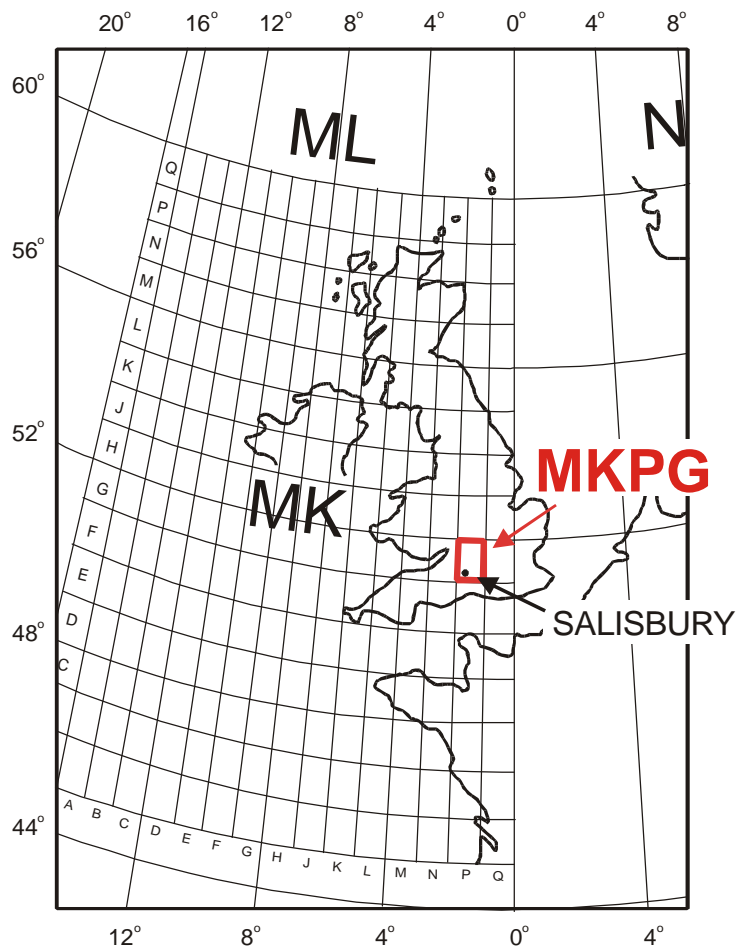 20° 16° 12° 8° 4° 0° 4° 8°
60°
ML
N
Q
P
N
56°
M
L
K
J
52°
H
MKPG
G
MK
F
E
SALISBURY
D
48°
C
A B C D E F G H J K L M N P Q
44°
12° 8° 4° 0° 4°